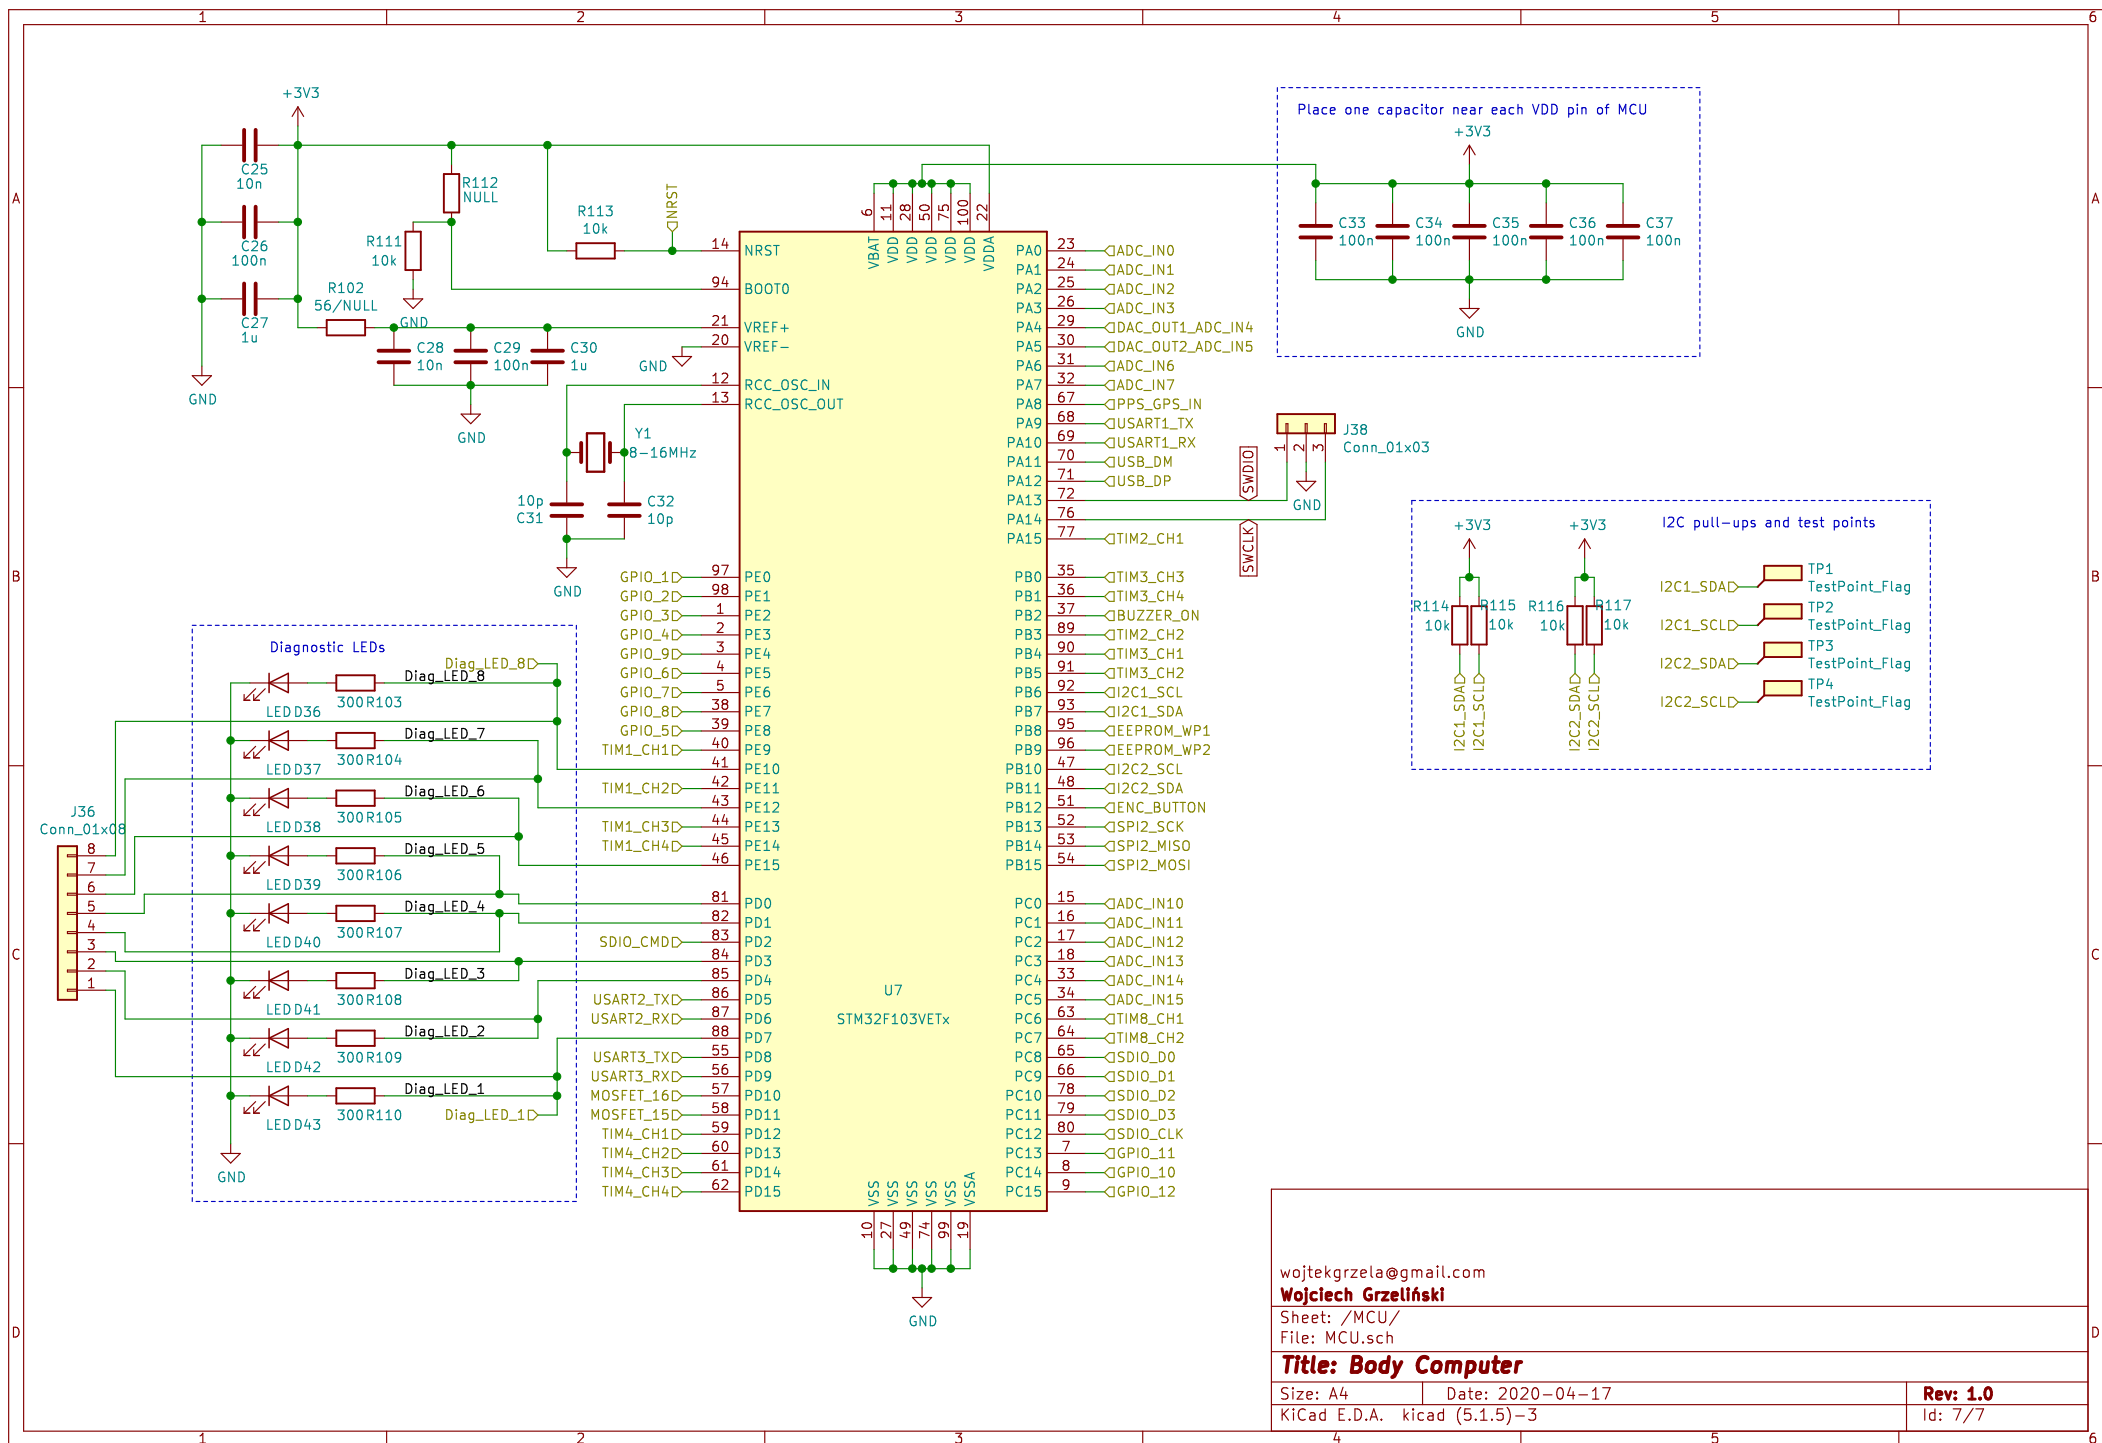 1 2 3 4 5 6
A A
B B
C C
D D
1 2 3 4 5 6
+3V3
C25
10n
C26
100n
C27
1u
GND
R112
NULL
R111
10k
GND
R102
56/NULL
R113
10k
NRST
C28
10n
C29
100n
C30
1u
GND
GND
Y1
8-16MHz
10p
C31
C32
10p
GND
Place one capacitor near each VDD pin of MCU
+3V3
C33
100n
C34
100n
C35
100n
C36
100n
C37
100n
GND
6 VBAT
11 VDD
28 VDD
50 VDD
75 VDD
100 VDD
22 VDDA
14 NRST
94 BOOT0
21 VREF+
20 VREF-
12 RCC_OSC_IN
13 RCC_OSC_OUT
GPIO_1 97 PE0
GPIO_2 98 PE1
GPIO_3 1 PE2
GPIO_4 2 PE3
GPIO_9 3 PE4
GPIO_6 4 PE5
GPIO_7 5 PE6
GPIO_8 38 PE7
GPIO_5 39 PE8
TIM1_CH1 40 PE9
41 PE10
TIM1_CH2 42 PE11
43 PE12
TIM1_CH3 44 PE13
TIM1_CH4 45 PE14
46 PE15
81 PD0
82 PD1
SDIO_CMD 83 PD2
84 PD3
85 PD4
USART2_TX 86 PD5
USART2_RX 87 PD6
88 PD7
USART3_TX 55 PD8
USART3_RX 56 PD9
MOSFET_16 57 PD10
MOSFET_15 58 PD11
TIM4_CH1 59 PD12
TIM4_CH2 60 PD13
TIM4_CH3 61 PD14
TIM4_CH4 62 PD15
U7
STM32F103VETx
PA0 23 ADC_IN0
PA1 24 ADC_IN1
PA2 25 ADC_IN2
PA3 26 ADC_IN3
PA4 29 DAC_OUT1_ADC_IN4
PA5 30 DAC_OUT2_ADC_IN5
PA6 31 ADC_IN6
PA7 32 ADC_IN7
PA8 67 PPS_GPS_IN
PA9 68 USART1_TX
PA10 69 USART1_RX
PA11 70 USB_DM
PA12 71 USB_DP
PA13 72
PA14 76
PA15 77 TIM2_CH1
PB0 35 TIM3_CH3
PB1 36 TIM3_CH4
PB2 37 BUZZER_ON
PB3 89 TIM2_CH2
PB4 90 TIM3_CH1
PB5 91 TIM3_CH2
PB6 92 I2C1_SCL
PB7 93 I2C1_SDA
PB8 95 EEPROM_WP1
PB9 96 EEPROM_WP2
PB10 47 I2C2_SCL
PB11 48 I2C2_SDA
PB12 51 ENC_BUTTON
PB13 52 SPI2_SCK
PB14 53 SPI2_MISO
PB15 54 SPI2_MOSI
PC0 15 ADC_IN10
PC1 16 ADC_IN11
PC2 17 ADC_IN12
PC3 18 ADC_IN13
PC4 33 ADC_IN14
PC5 34 ADC_IN15
PC6 63 TIM8_CH1
PC7 64 TIM8_CH2
PC8 65 SDIO_D0
PC9 66 SDIO_D1
PC10 78 SDIO_D2
PC11 79 SDIO_D3
PC12 80 SDIO_CLK
PC13 7 GPIO_11
PC14 8 GPIO_10
PC15 9 GPIO_12
VSS 10
VSS 27
VSS 49
VSS 74
VSS 99
VSSA 19
GND
SWDIO
SWCLK
J38
Conn_01x03
1 2 3
GND
I2C pull-ups and test points
+3V3
+3V3
R114
10k
R115
10k
R116
10k
R117
10k
I2C1_SDA
I2C1_SCL
I2C2_SDA
I2C2_SCL
I2C1_SDA TP1
TestPoint_Flag
I2C1_SCL TP2
TestPoint_Flag
I2C2_SDA TP3
TestPoint_Flag
I2C2_SCL TP4
TestPoint_Flag
Diagnostic LEDs
Diag_LED_8
Diag_LED_8
300 R103
LED D36
Diag_LED_7
300 R104
LED D37
Diag_LED_6
300 R105
LED D38
Diag_LED_5
300 R106
LED D39
Diag_LED_4
300 R107
LED D40
Diag_LED_3
300 R108
LED D41
Diag_LED_2
300 R109
LED D42
Diag_LED_1
300 R110
Diag_LED_1
LED D43
GND
J36
Conn_01x08
8
7
6
5
4
3
2
1
wojtekgrzela@gmail.com
Wojciech Grzeliński
Sheet: /MCU/
File: MCU.sch
Title: Body Computer
Size: A4 Date: 2020-04-17 Rev: 1.0
KiCad E.D.A. kicad (5.1.5)-3 Id: 7/7